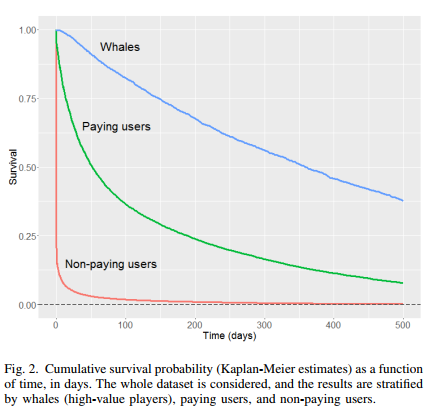 1.00
Whales
0.75
Paying users
Survival
0.50
0.25
Non-paying users
0.00
0 100 200 300 400 500
Time (days)
Fig. 2. Cumulative survival probability (Kaplan-Meier estimates) as a function
of time, in days. The whole dataset is considered, and the results are stratified
by whales (high-value players), paying users, and non-paying users.